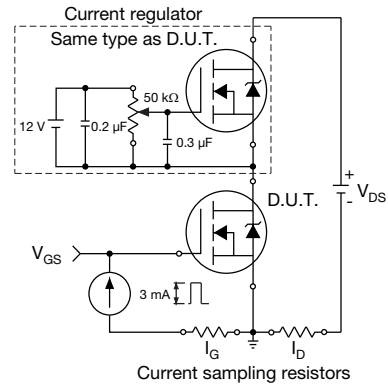 Current regulator
Same type as D.U.T.
50 kΩ
12 V
0.2 µF
0.3 µF
+
V_DS
-
D.U.T.
V_GS
3 mA
I_G
I_D
Current sampling resistors